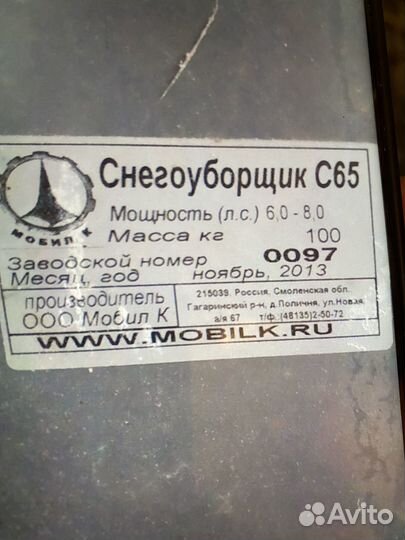 Снегоуборщик С65
МОБИЛ К
Мощность (л.с.) 6,0 - 8,0
Масса кг 100
Заводской номер 0097
Месяц, год ноябрь, 2013
производитель
ООО Мобил К
215039, Россия, Смоленская обл.
Гагаринский р-н, д.Поличня, ул.Новая,
а/я 67 т/ф. (48135)2-50-72
WWW.MOBILK.RU
Avito